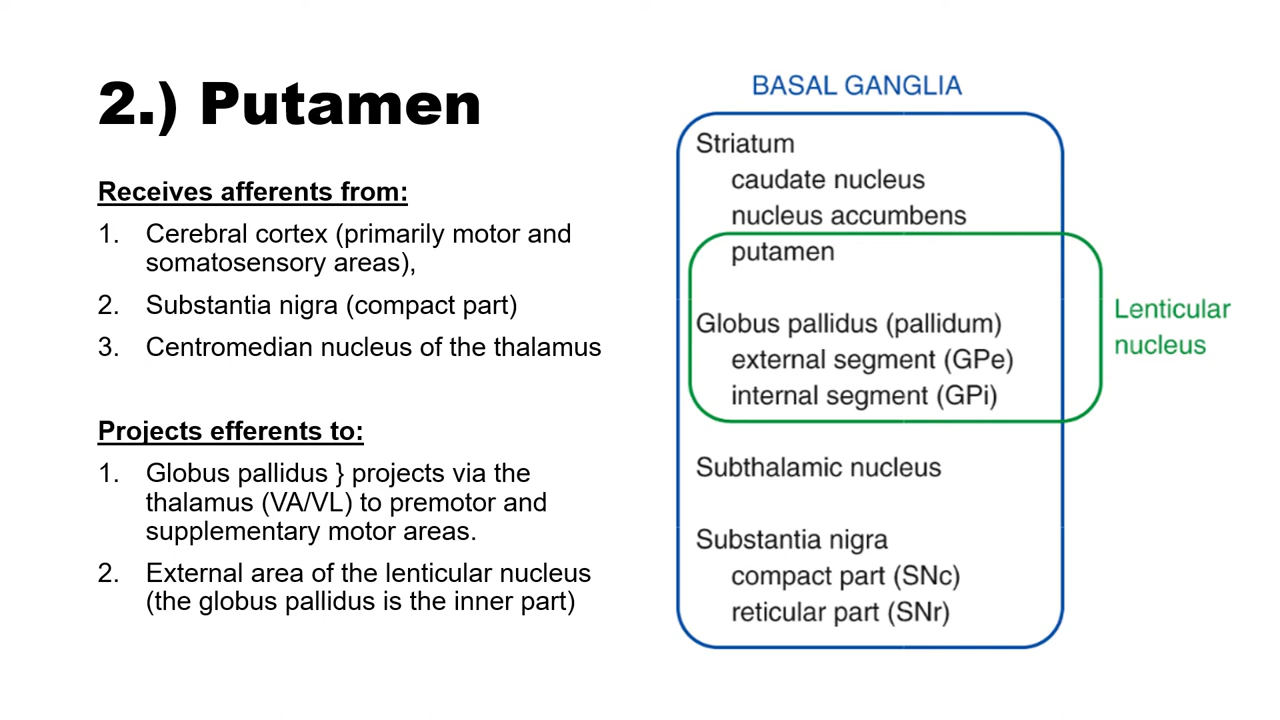 2.) Putamen
Receives afferents from:
1. Cerebral cortex (primarily motor and
somatosensory areas),
2. Substantia nigra (compact part)
3. Centromedian nucleus of the thalamus
Projects efferents to:
1. Globus pallidus } projects via the
thalamus (VA/VL) to premotor and
supplementary motor areas.
2. External area of the lenticular nucleus
(the globus pallidus is the inner part)
BASAL GANGLIA
Striatum
caudate nucleus
nucleus accumbens
putamen
Globus pallidus (pallidum)
external segment (GPe)
internal segment (GPi)
Subthalamic nucleus
Substantia nigra
compact part (SNc)
reticular part (SNr)
Lenticular
nucleus